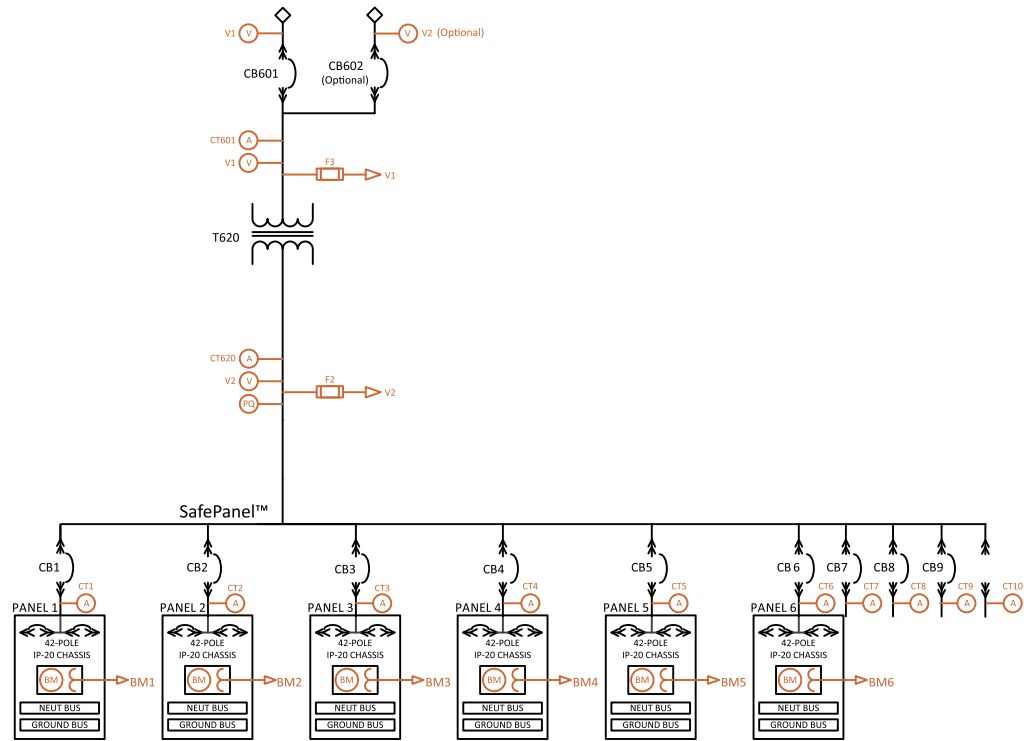 V1 V V V2 (Optional)
CB601 CB602
(Optional)
CT601 A
V1 V
F3
V1
T620
CT620 A
V2 V
F2
V2
PQ
SafePanel™
CB1 CB2 CB3 CB4 CB5 CB6 CB7 CB8 CB9
CT1 CT2 CT3 CT4 CT5 CT6 CT7 CT8 CT9 CT10
A A A A A A A A A A
PANEL 1 PANEL 2 PANEL 3 PANEL 4 PANEL 5 PANEL 6
42-POLE 42-POLE 42-POLE 42-POLE 42-POLE 42-POLE
IP-20 CHASSIS IP-20 CHASSIS IP-20 CHASSIS IP-20 CHASSIS IP-20 CHASSIS IP-20 CHASSIS
BM BM1 BM BM2 BM BM3 BM BM4 BM BM5 BM BM6
NEUT BUS NEUT BUS NEUT BUS NEUT BUS NEUT BUS NEUT BUS
GROUND BUS GROUND BUS GROUND BUS GROUND BUS GROUND BUS GROUND BUS